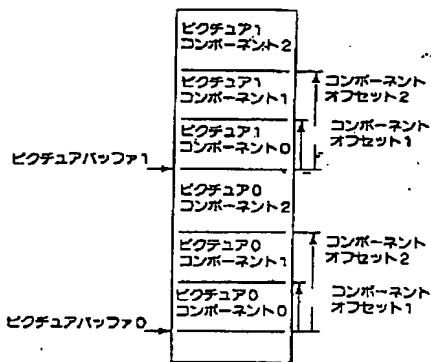 ピクチュア1
コンポーネント2
ピクチュア1
コンポーネント1
コンポーネント
オフセット2
ピクチュア1
コンポーネント0
コンポーネント
オフセット1
ピクチュアバッファ1
ピクチュア0
コンポーネント2
ピクチュア0
コンポーネント1
コンポーネント
オフセット2
ピクチュア0
コンポーネント0
コンポーネント
オフセット1
ピクチュアバッファ0